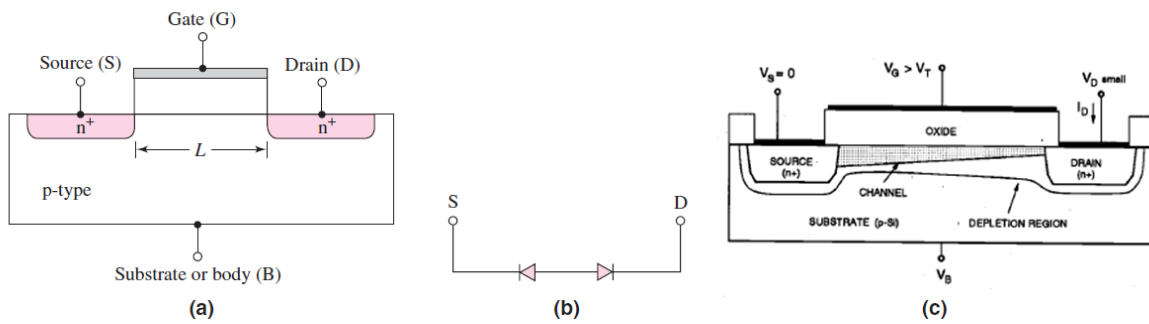 Gate (G)
Source (S)
Drain (D)
n+
n+
L
p-type
Substrate or body (B)
(a)
S
D
(b)
VS = 0
VG > VT
VD small
ID
OXIDE
SOURCE
(n+)
DRAIN
(n+)
CHANNEL
SUBSTRATE (p-Si)
DEPLETION REGION
VB
(c)